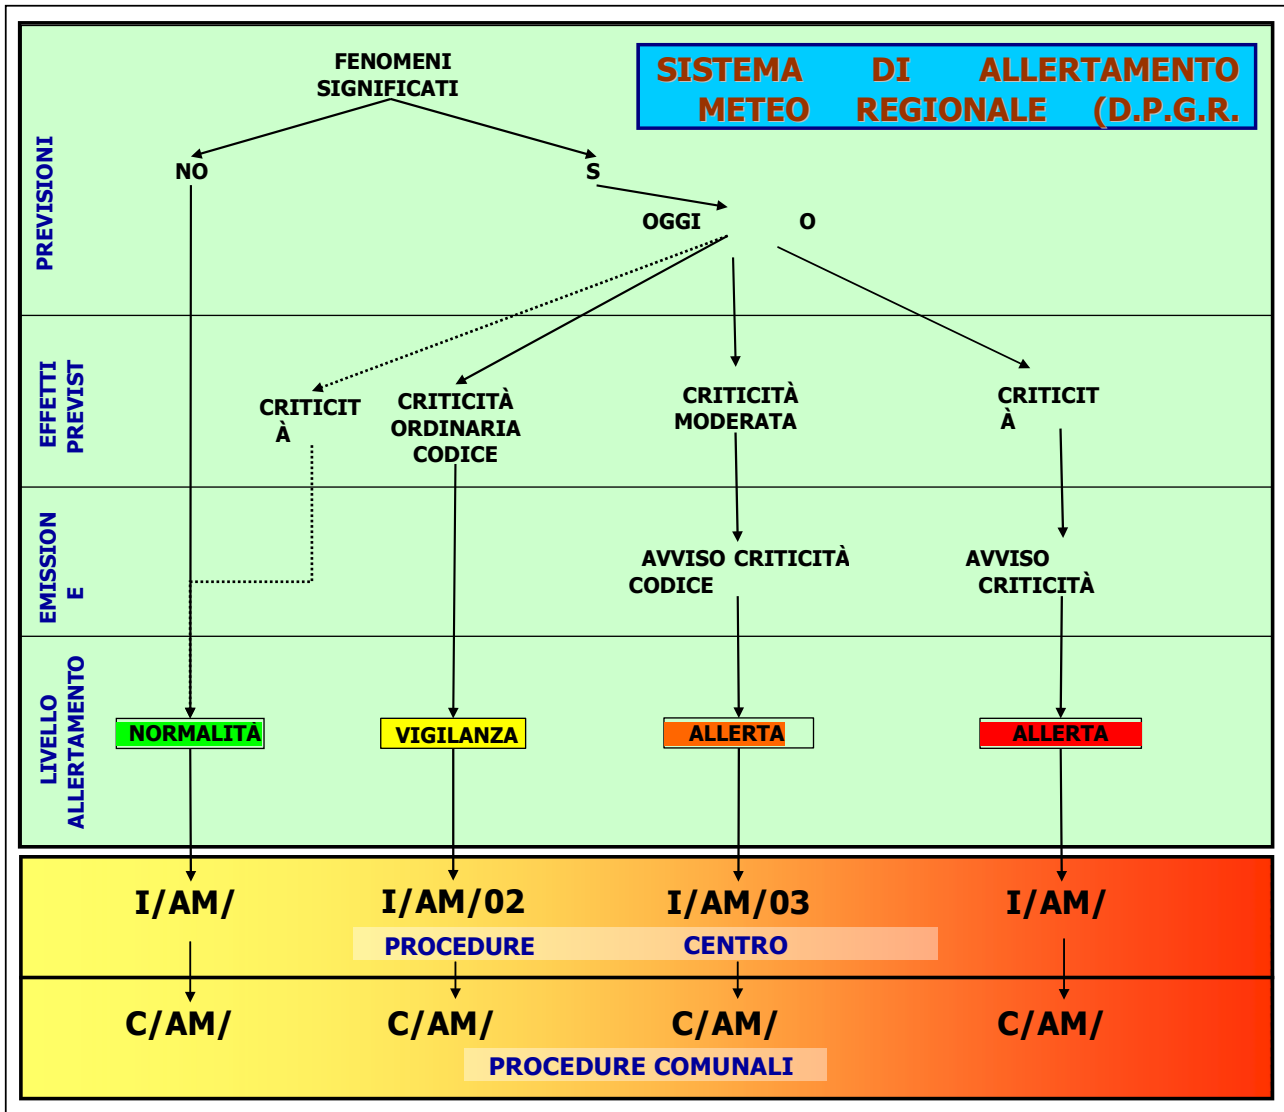 FENOMENI
SIGNIFICATI
SISTEMA DI ALLERTAMENTO
METEO REGIONALE (D.P.G.R.
PREVISIONI
NO
S
OGGI O
EFFETTI
PREVIST
CRITICIT
À
CRITICITÀ
ORDINARIA
CODICE
CRITICITÀ
MODERATA
CRITICIT
À
EMISSION
E
AVVISO CRITICITÀ
CODICE
AVVISO
CRITICITÀ
LIVELLO
ALLERTAMENTO
NORMALITÀ
VIGILANZA
ALLERTA
ALLERTA
I/AM/
I/AM/02
I/AM/03
I/AM/
PROCEDURE CENTRO
C/AM/
C/AM/
C/AM/
C/AM/
PROCEDURE COMUNALI